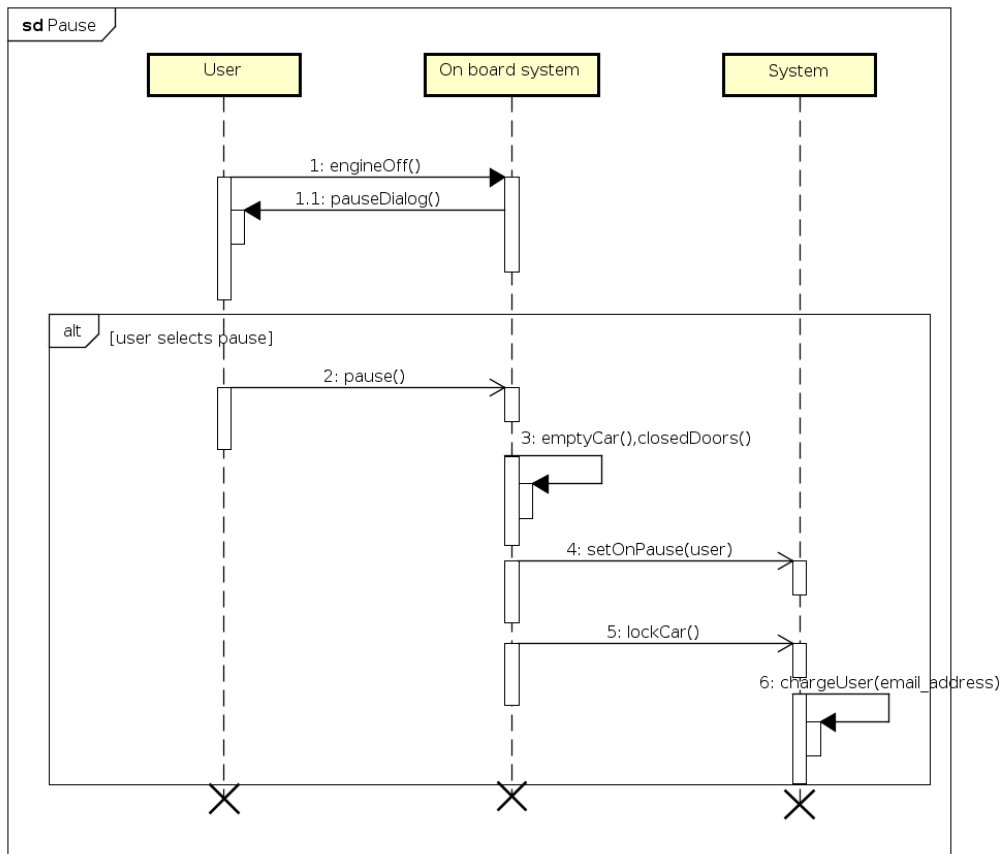 sd Pause
User
On board system
System
1: engineOff()
1.1: pauseDialog()
alt
[user selects pause]
2: pause()
3: emptyCar(),closedDoors()
4: setOnPause(user)
5: lockCar()
6: chargeUser(email_address)